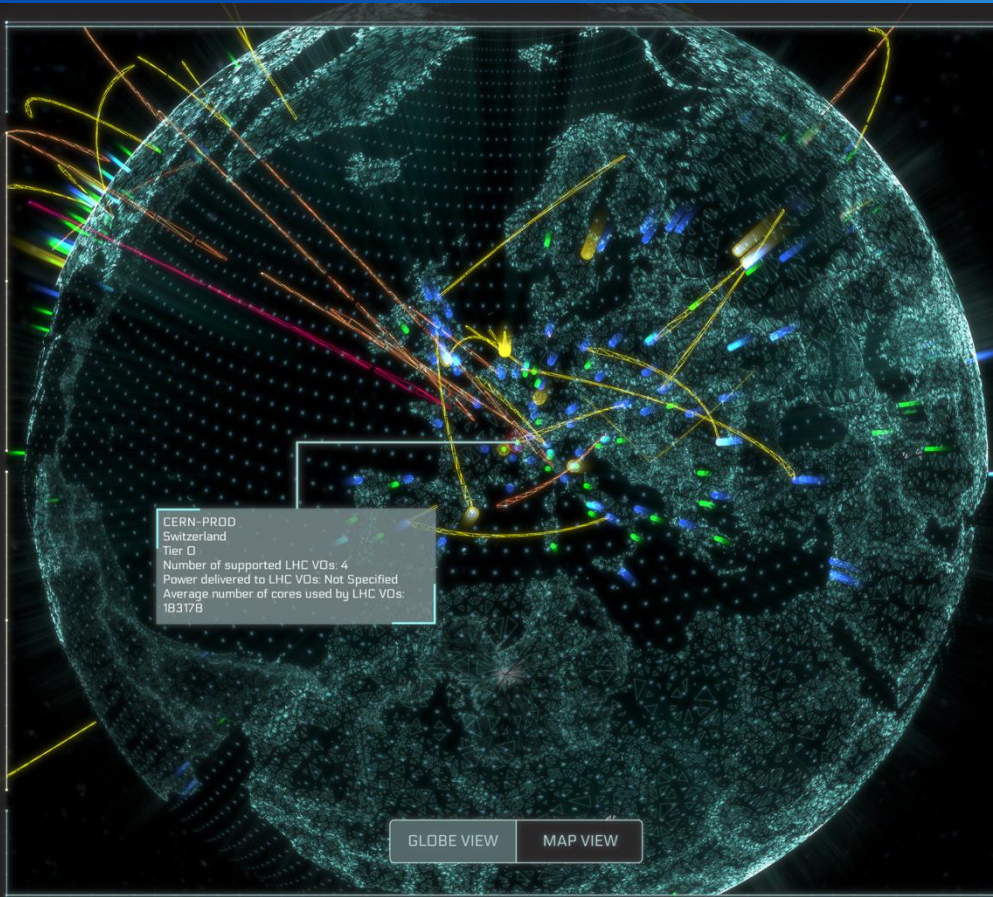 CERN-PROD
Switzerland
Tier 0
Number of supported LHC VOs: 4
Power delivered to LHC VOs: Not Specified
Average number of cores used by LHC VOs:
183178
GLOBE VIEW
MAP VIEW